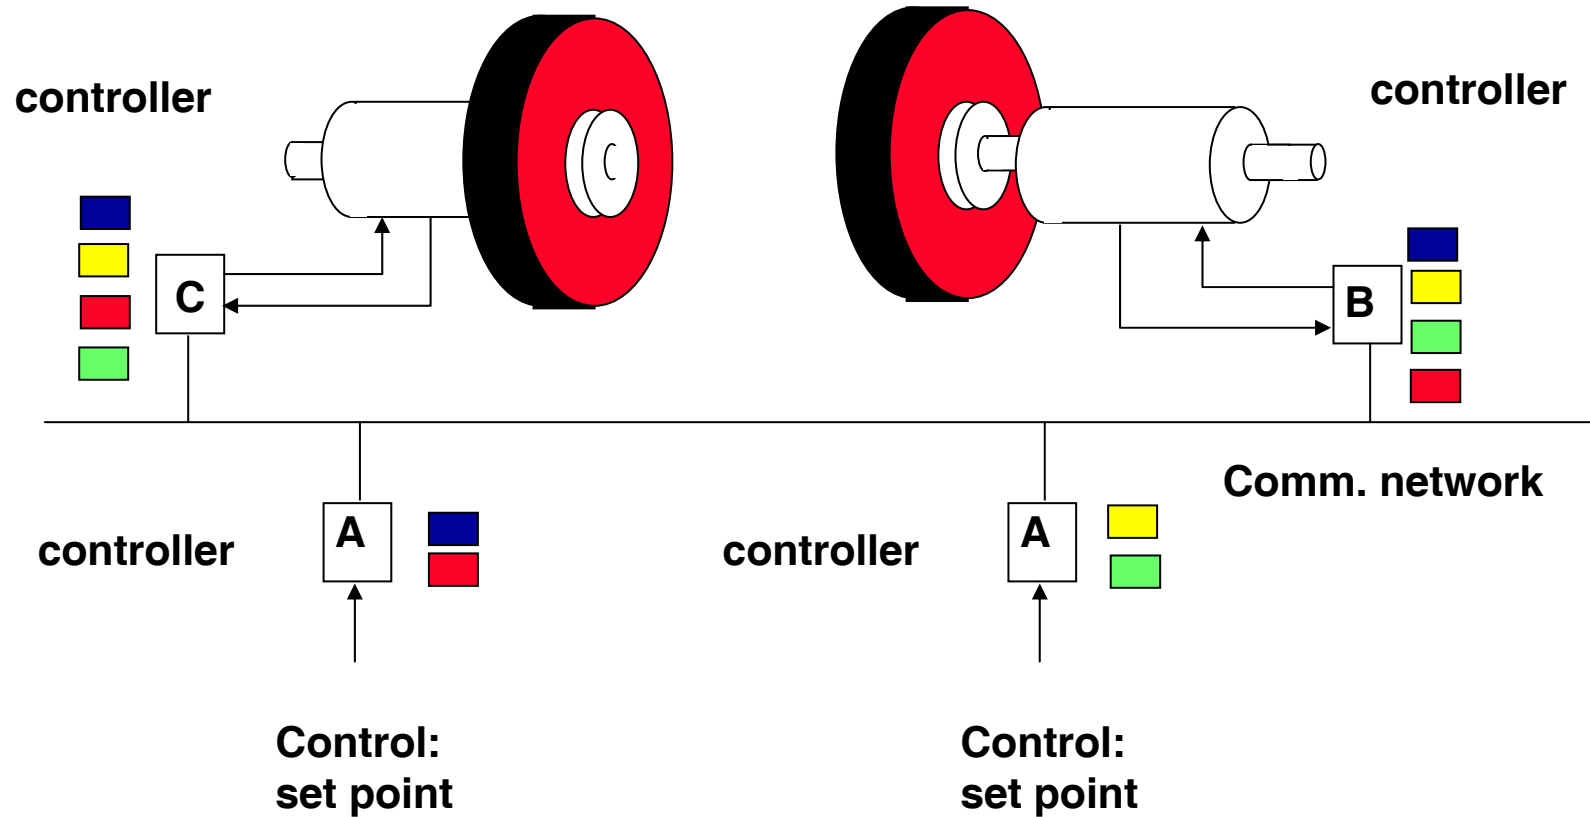 controller
controller
C
B
Comm. network
controller
A
controller
A
Control:
set point
Control:
set point